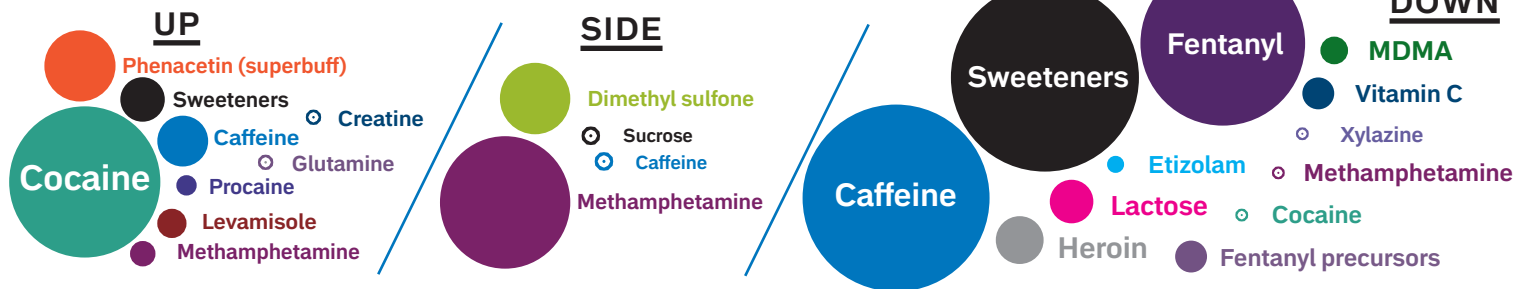 UP
Phenacetin (superbuff)
Sweeteners
Creatine
Caffeine
Glutamine
Cocaine
Procaine
Levamisole
Methamphetamine
SIDE
Dimethyl sulfone
Sucrose
Caffeine
Methamphetamine
DOWN
Fentanyl
MDMA
Sweeteners
Vitamin C
Xylazine
Etizolam
Methamphetamine
Caffeine
Lactose
Cocaine
Heroin
Fentanyl precursors